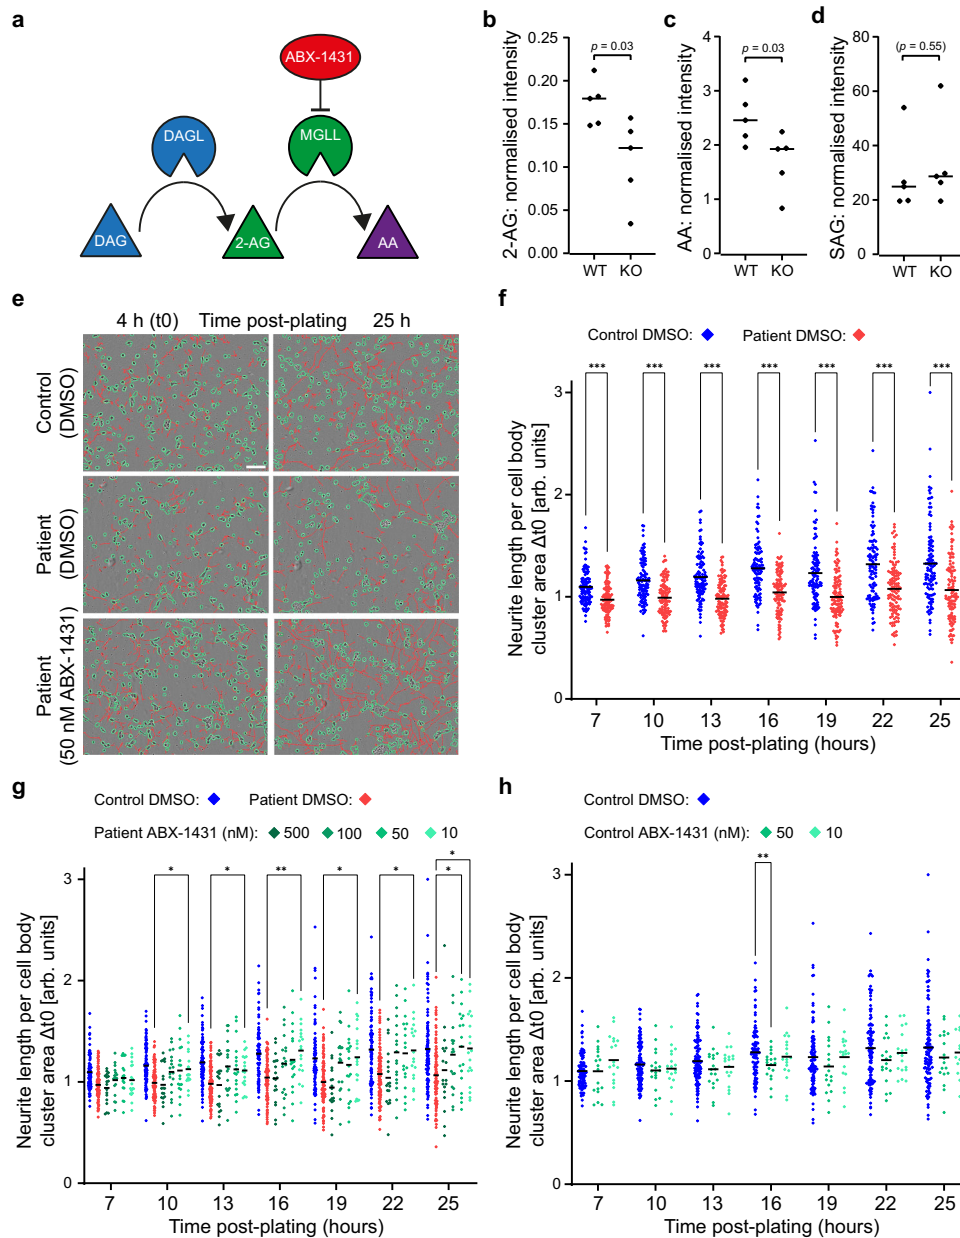 a
ABX-1431
DAGL
MGLL
DAG
2-AG
AA
b
2-AG: normalised intensity
0.25
0.20
0.15
0.10
0.05
0.00
p = 0.03
WT
KO
c
AA: normalised intensity
4
3
2
1
0
p = 0.03
WT
KO
d
SAG: normalised intensity
80
60
40
20
0
(p = 0.55)
WT
KO
e
4 h (t0) Time post-plating 25 h
Control
(DMSO)
Patient
(DMSO)
Patient
(50 nM ABX-1431)
f
Control DMSO: Patient DMSO:
Neurite length per cell body
cluster area Δt0 [arb. units]
3
2
1
0
*** *** *** *** *** *** ***
7 10 13 16 19 22 25
Time post-plating (hours)
g
Control DMSO: Patient DMSO:
Patient ABX-1431 (nM): 500 100 50 10
Neurite length per cell body
cluster area Δt0 [arb. units]
3
2
1
0
*
* * ** * * *
7 10 13 16 19 22 25
Time post-plating (hours)
h
Control DMSO:
Control ABX-1431 (nM): 50 10
Neurite length per cell body
cluster area Δt0 [arb. units]
3
2
1
0
**
7 10 13 16 19 22 25
Time post-plating (hours)